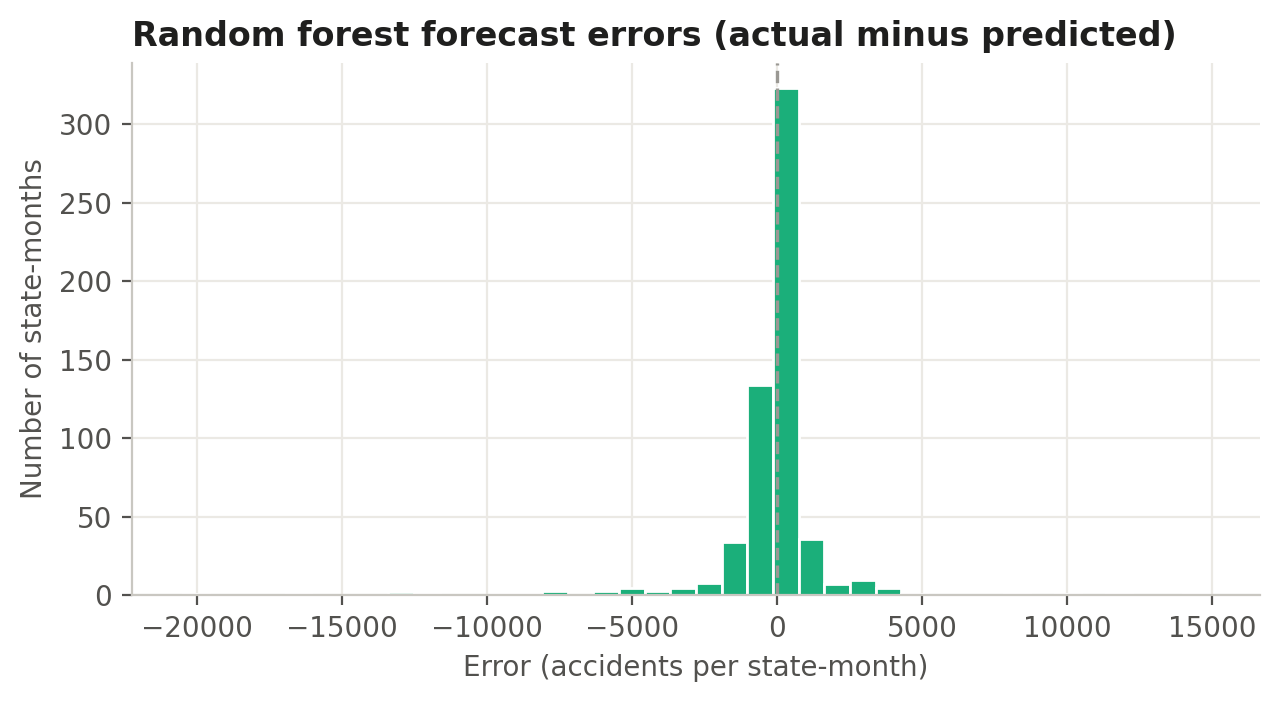 Random forest forecast errors (actual minus predicted)
300
250
200
150
100
50
0
Number of state-months
−20000 −15000 −10000 −5000 0 5000 10000 15000
Error (accidents per state-month)